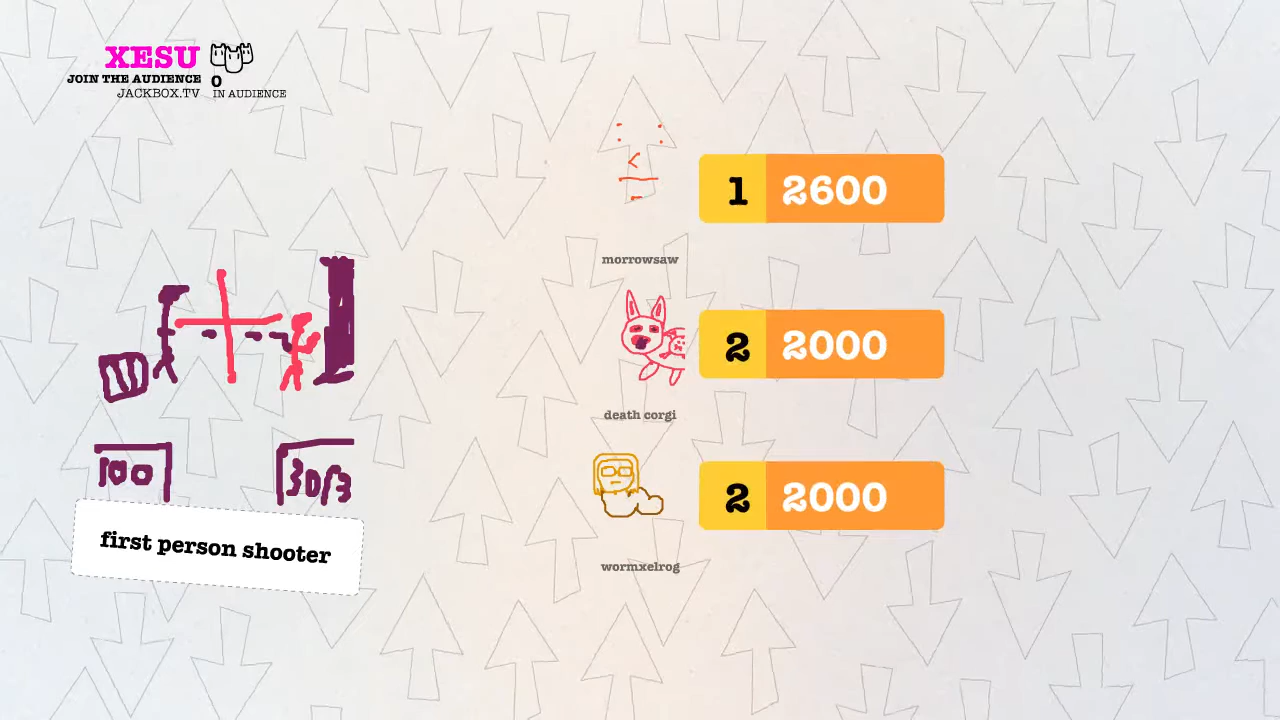 XESU
JOIN THE AUDIENCE
JACKBOX.TV
0
IN AUDIENCE
1 2600
morrowsaw
2 2000
death corgi
2 2000
wormxelrog
100
30/3
first person shooter